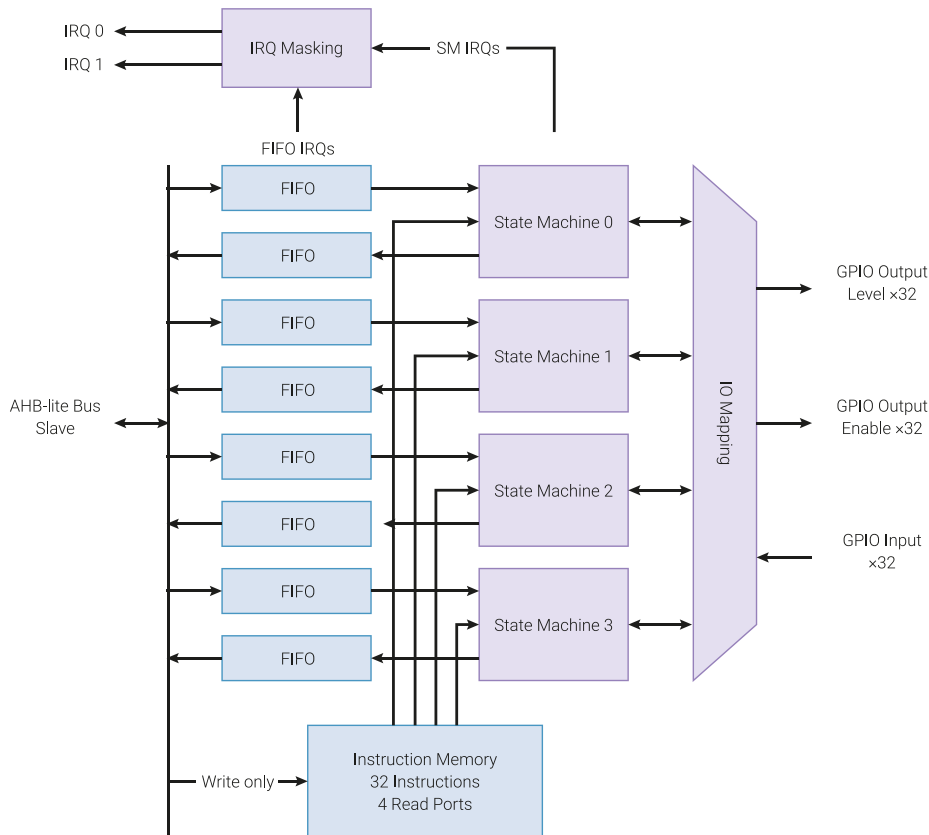 IRQ 0
IRQ 1
IRQ Masking
SM IRQs
FIFO IRQs
FIFO
State Machine 0
FIFO
FIFO
State Machine 1
FIFO
AHB-lite Bus
Slave
FIFO
State Machine 2
FIFO
FIFO
State Machine 3
FIFO
IO Mapping
GPIO Output
Level ×32
GPIO Output
Enable ×32
GPIO Input
×32
Write only
Instruction Memory
32 Instructions
4 Read Ports